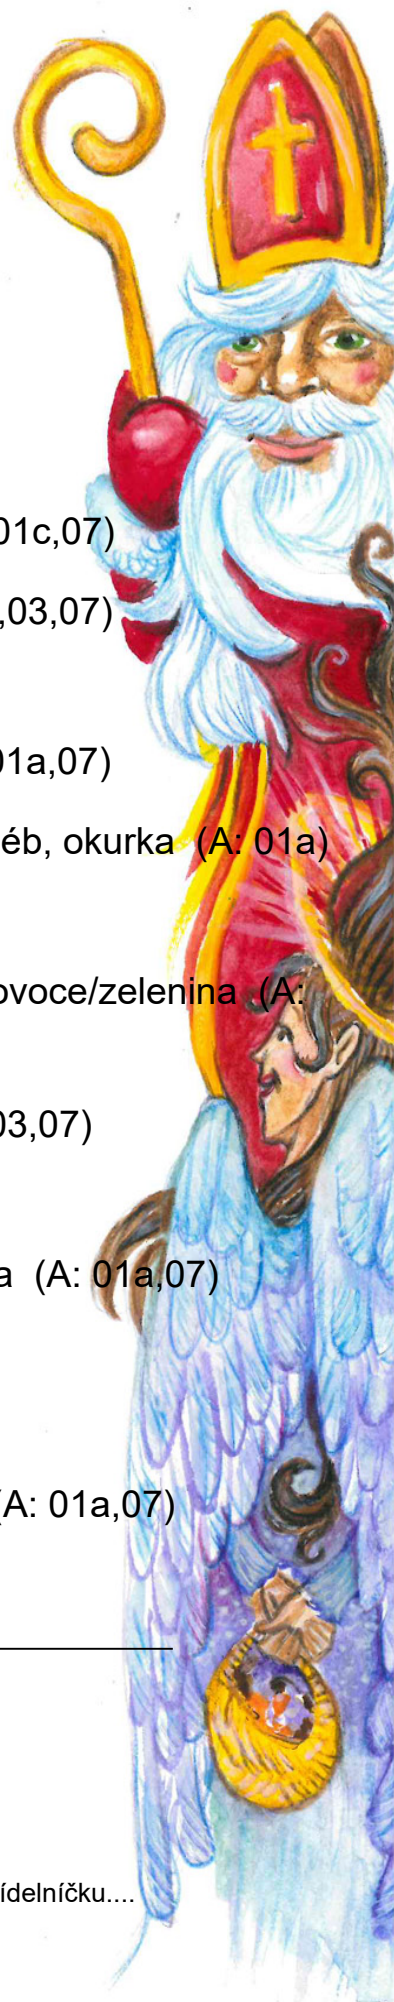 01c,07)
,03,07)
01a,07)
éb, okurka (A: 01a)
ovoce/zelenina (A:
03,07)
a (A: 01a,07)
(A: 01a,07)
ídelníčku....